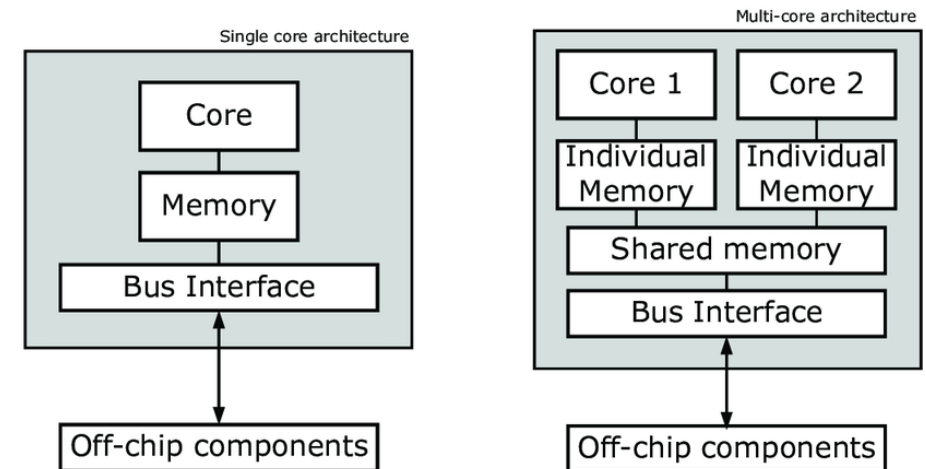 Single core architecture
Core
Memory
Bus Interface
Off-chip components
Multi-core architecture
Core 1
Core 2
Individual
Memory
Individual
Memory
Shared memory
Bus Interface
Off-chip components